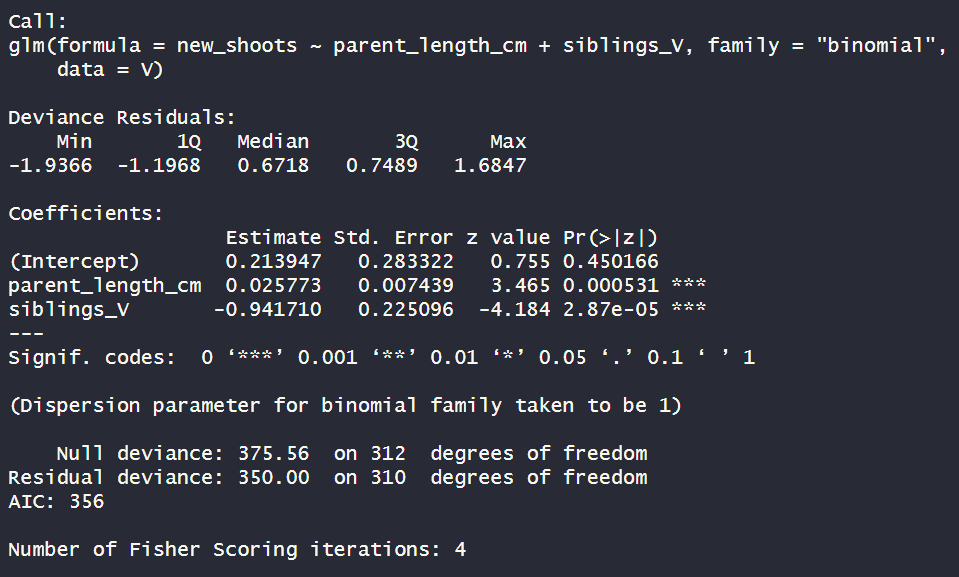 Call:
glm(formula = new_shoots ~ parent_length_cm + siblings_V, family = "binomial",
    data = V)

Deviance Residuals:
    Min       1Q   Median       3Q      Max
-1.9366  -1.1968   0.6718   0.7489   1.6847

Coefficients:
                  Estimate Std. Error z value Pr(>|z|)
(Intercept)       0.213947   0.283322   0.755 0.450166
parent_length_cm  0.025773   0.007439   3.465 0.000531 ***
siblings_V       -0.941710   0.225096  -4.184 2.87e-05 ***
---
Signif. codes:  0 ‘***’ 0.001 ‘**’ 0.01 ‘*’ 0.05 ‘.’ 0.1 ‘ ’ 1

(Dispersion parameter for binomial family taken to be 1)

    Null deviance: 375.56  on 312  degrees of freedom
Residual deviance: 350.00  on 310  degrees of freedom
AIC: 356

Number of Fisher Scoring iterations: 4